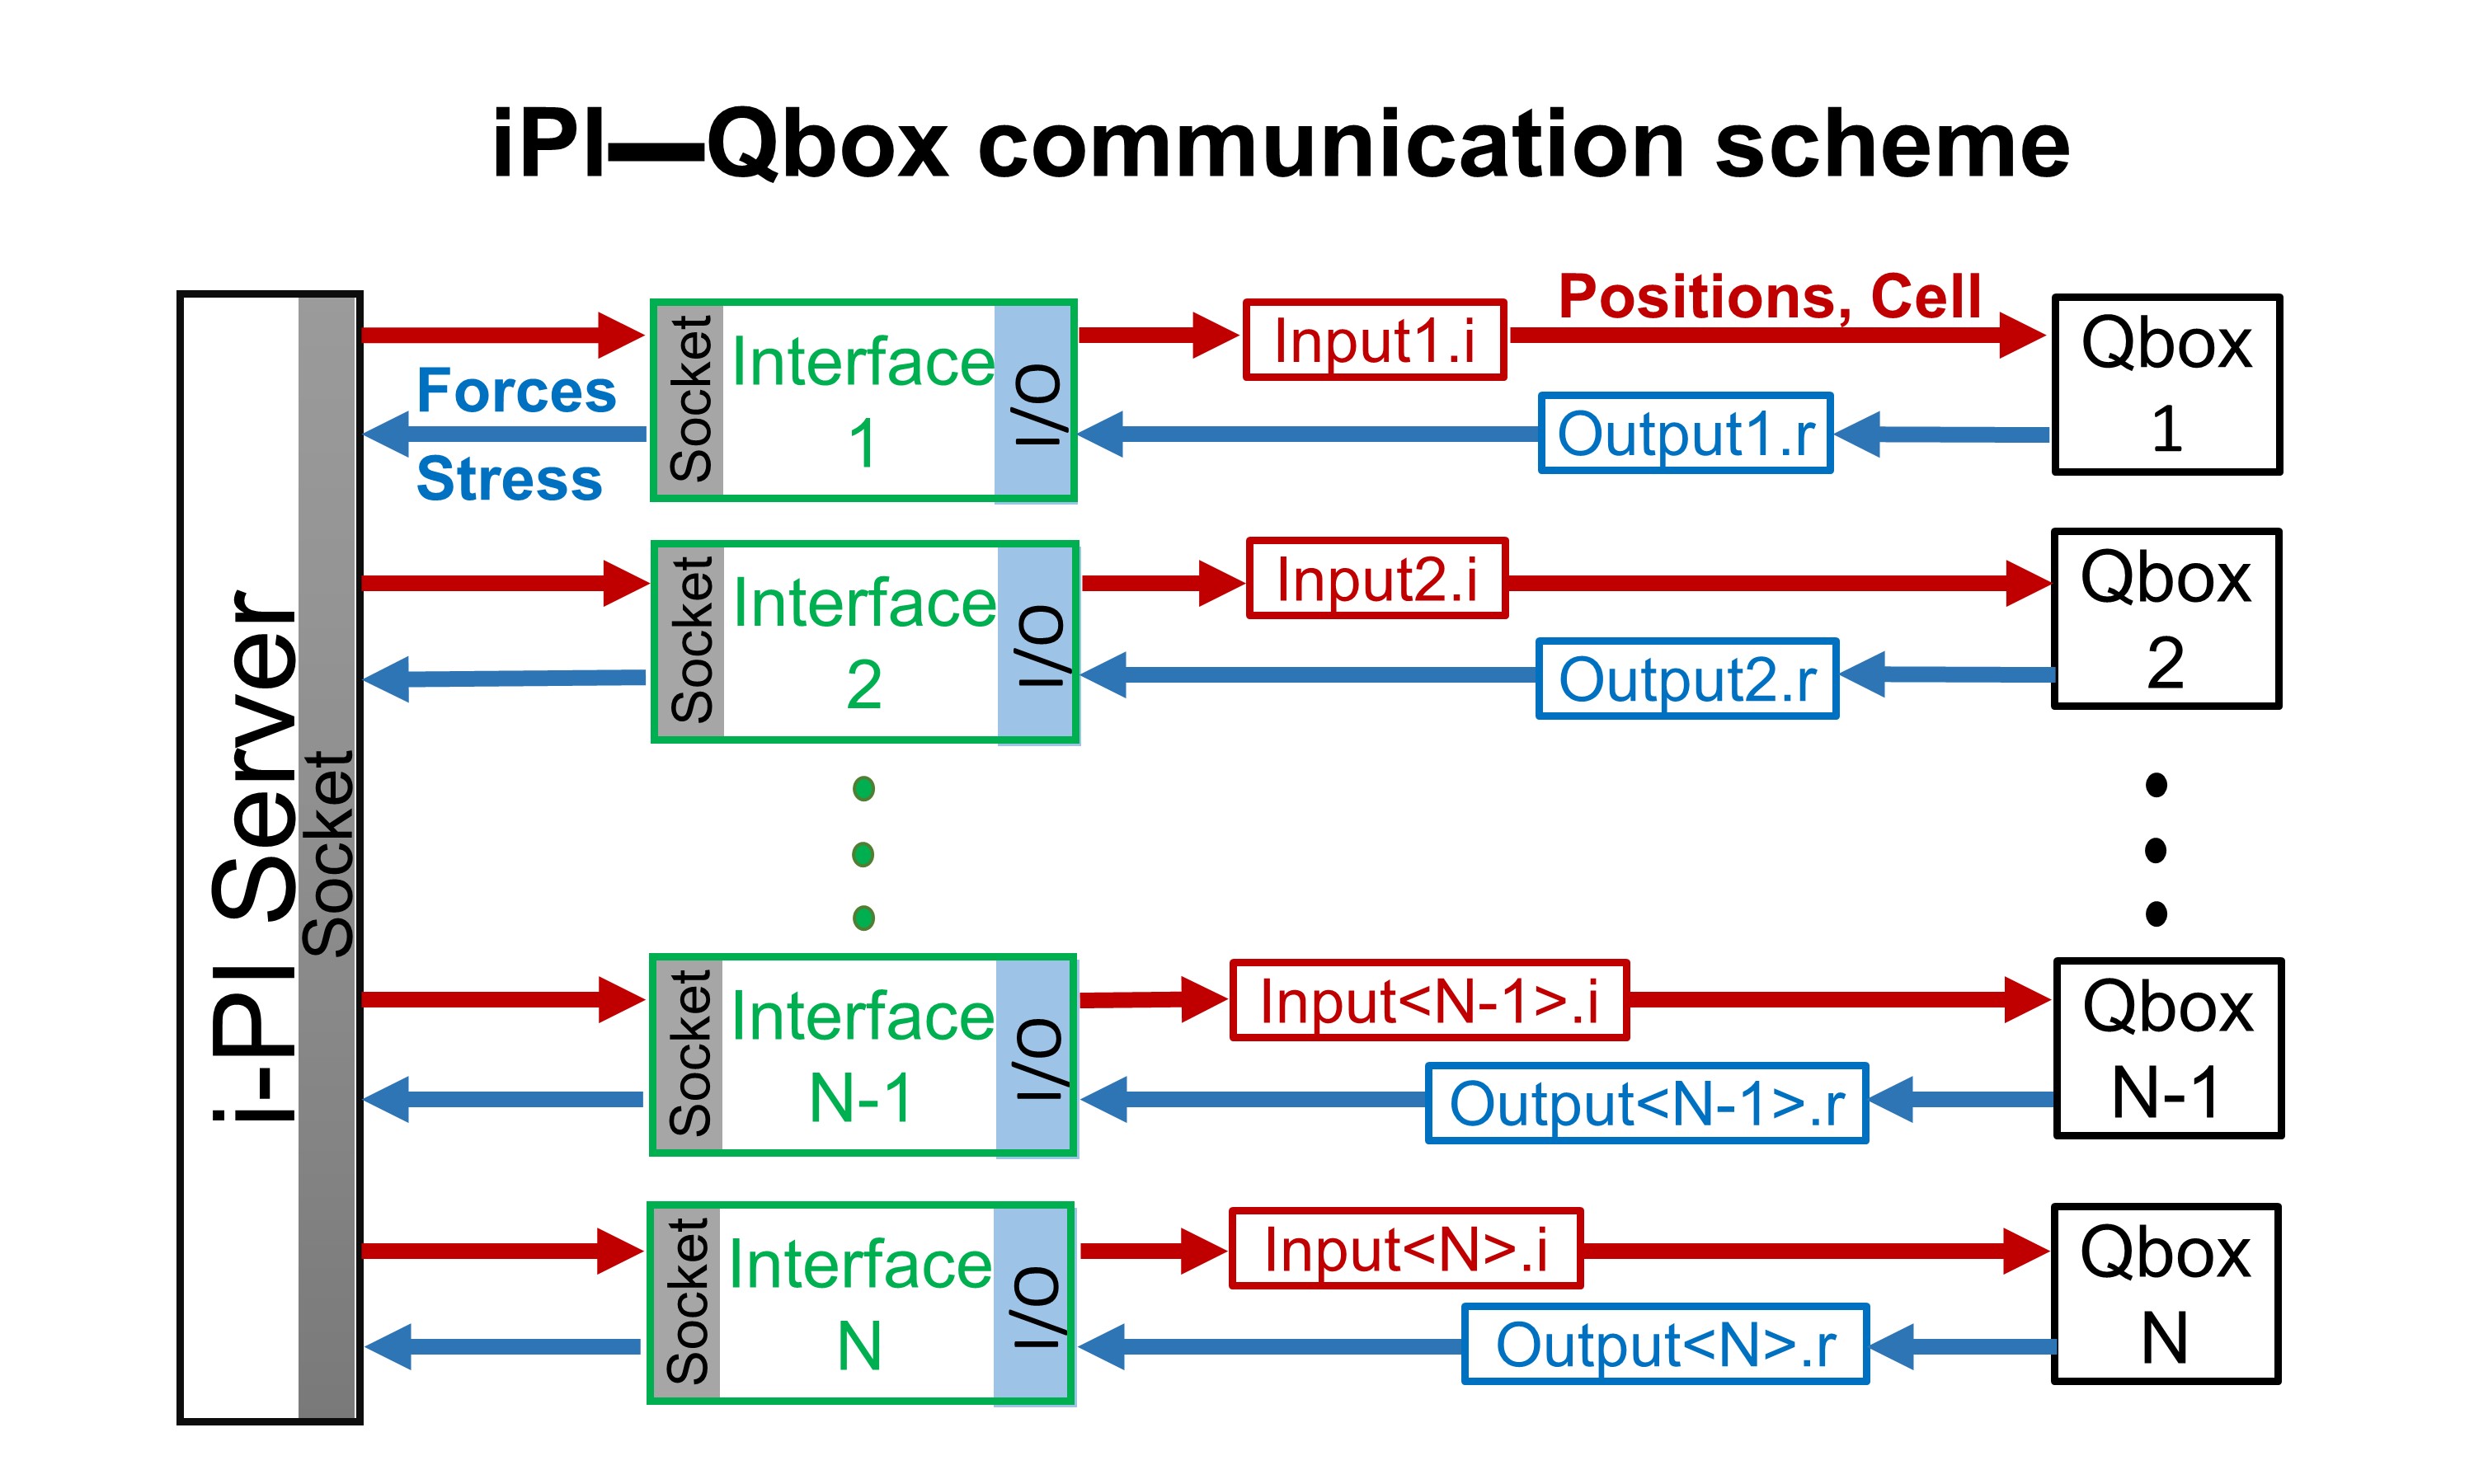 iPI—Qbox communication scheme
i-PI Server
Socket
Forces
Stress
Socket
Interface
1
I/O
Input1.i
Positions, Cell
Output1.r
Qbox
1
Socket
Interface
2
I/O
Input2.i
Output2.r
Qbox
2
Socket
Interface
N-1
I/O
Input<N-1>.i
Output<N-1>.r
Qbox
N-1
Socket
Interface
N
I/O
Input<N>.i
Output<N>.r
Qbox
N